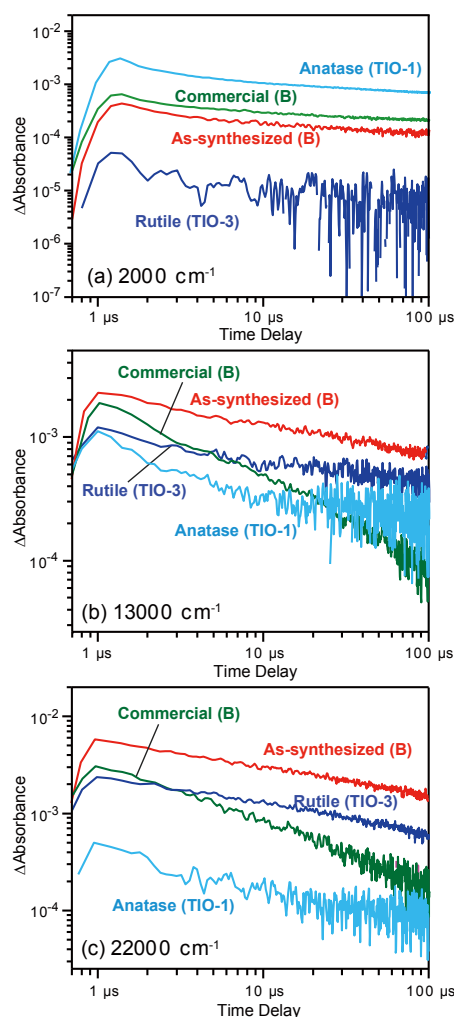 10⁻²
Anatase (TIO-1)
10⁻³
Commercial (B)
10⁻⁴
As-synthesized (B)
10⁻⁵
Rutile (TIO-3)
10⁻⁶
(a) 2000 cm⁻¹
10⁻⁷
ΔAbsorbance
1 μs
10 μs
100 μs
Time Delay
Commercial (B)
As-synthesized (B)
10⁻³
Rutile (TIO-3)
Anatase (TIO-1)
10⁻⁴
(b) 13000 cm⁻¹
ΔAbsorbance
1 μs
10 μs
100 μs
Time Delay
10⁻²
Commercial (B)
As-synthesized (B)
Rutile (TIO-3)
10⁻³
Anatase (TIO-1)
10⁻⁴
(c) 22000 cm⁻¹
ΔAbsorbance
1 μs
10 μs
100 μs
Time Delay